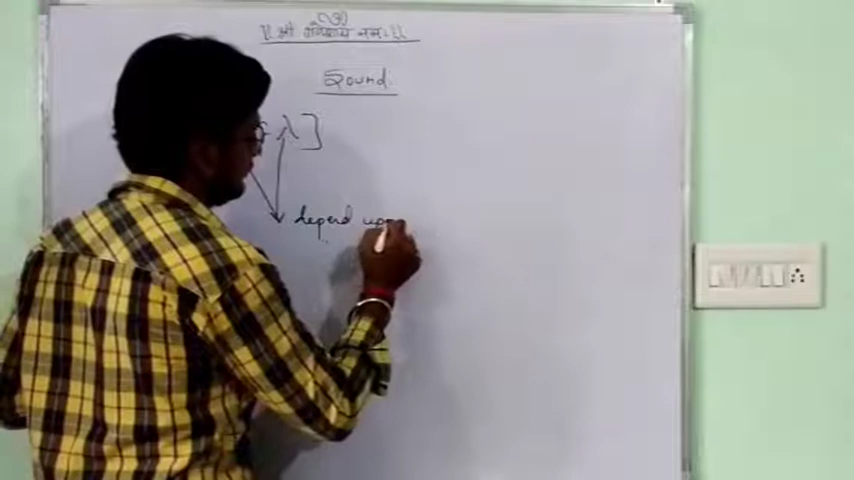 ॥ श्री गणेशाय नमः ॥
Sound
λ ]
depend upon